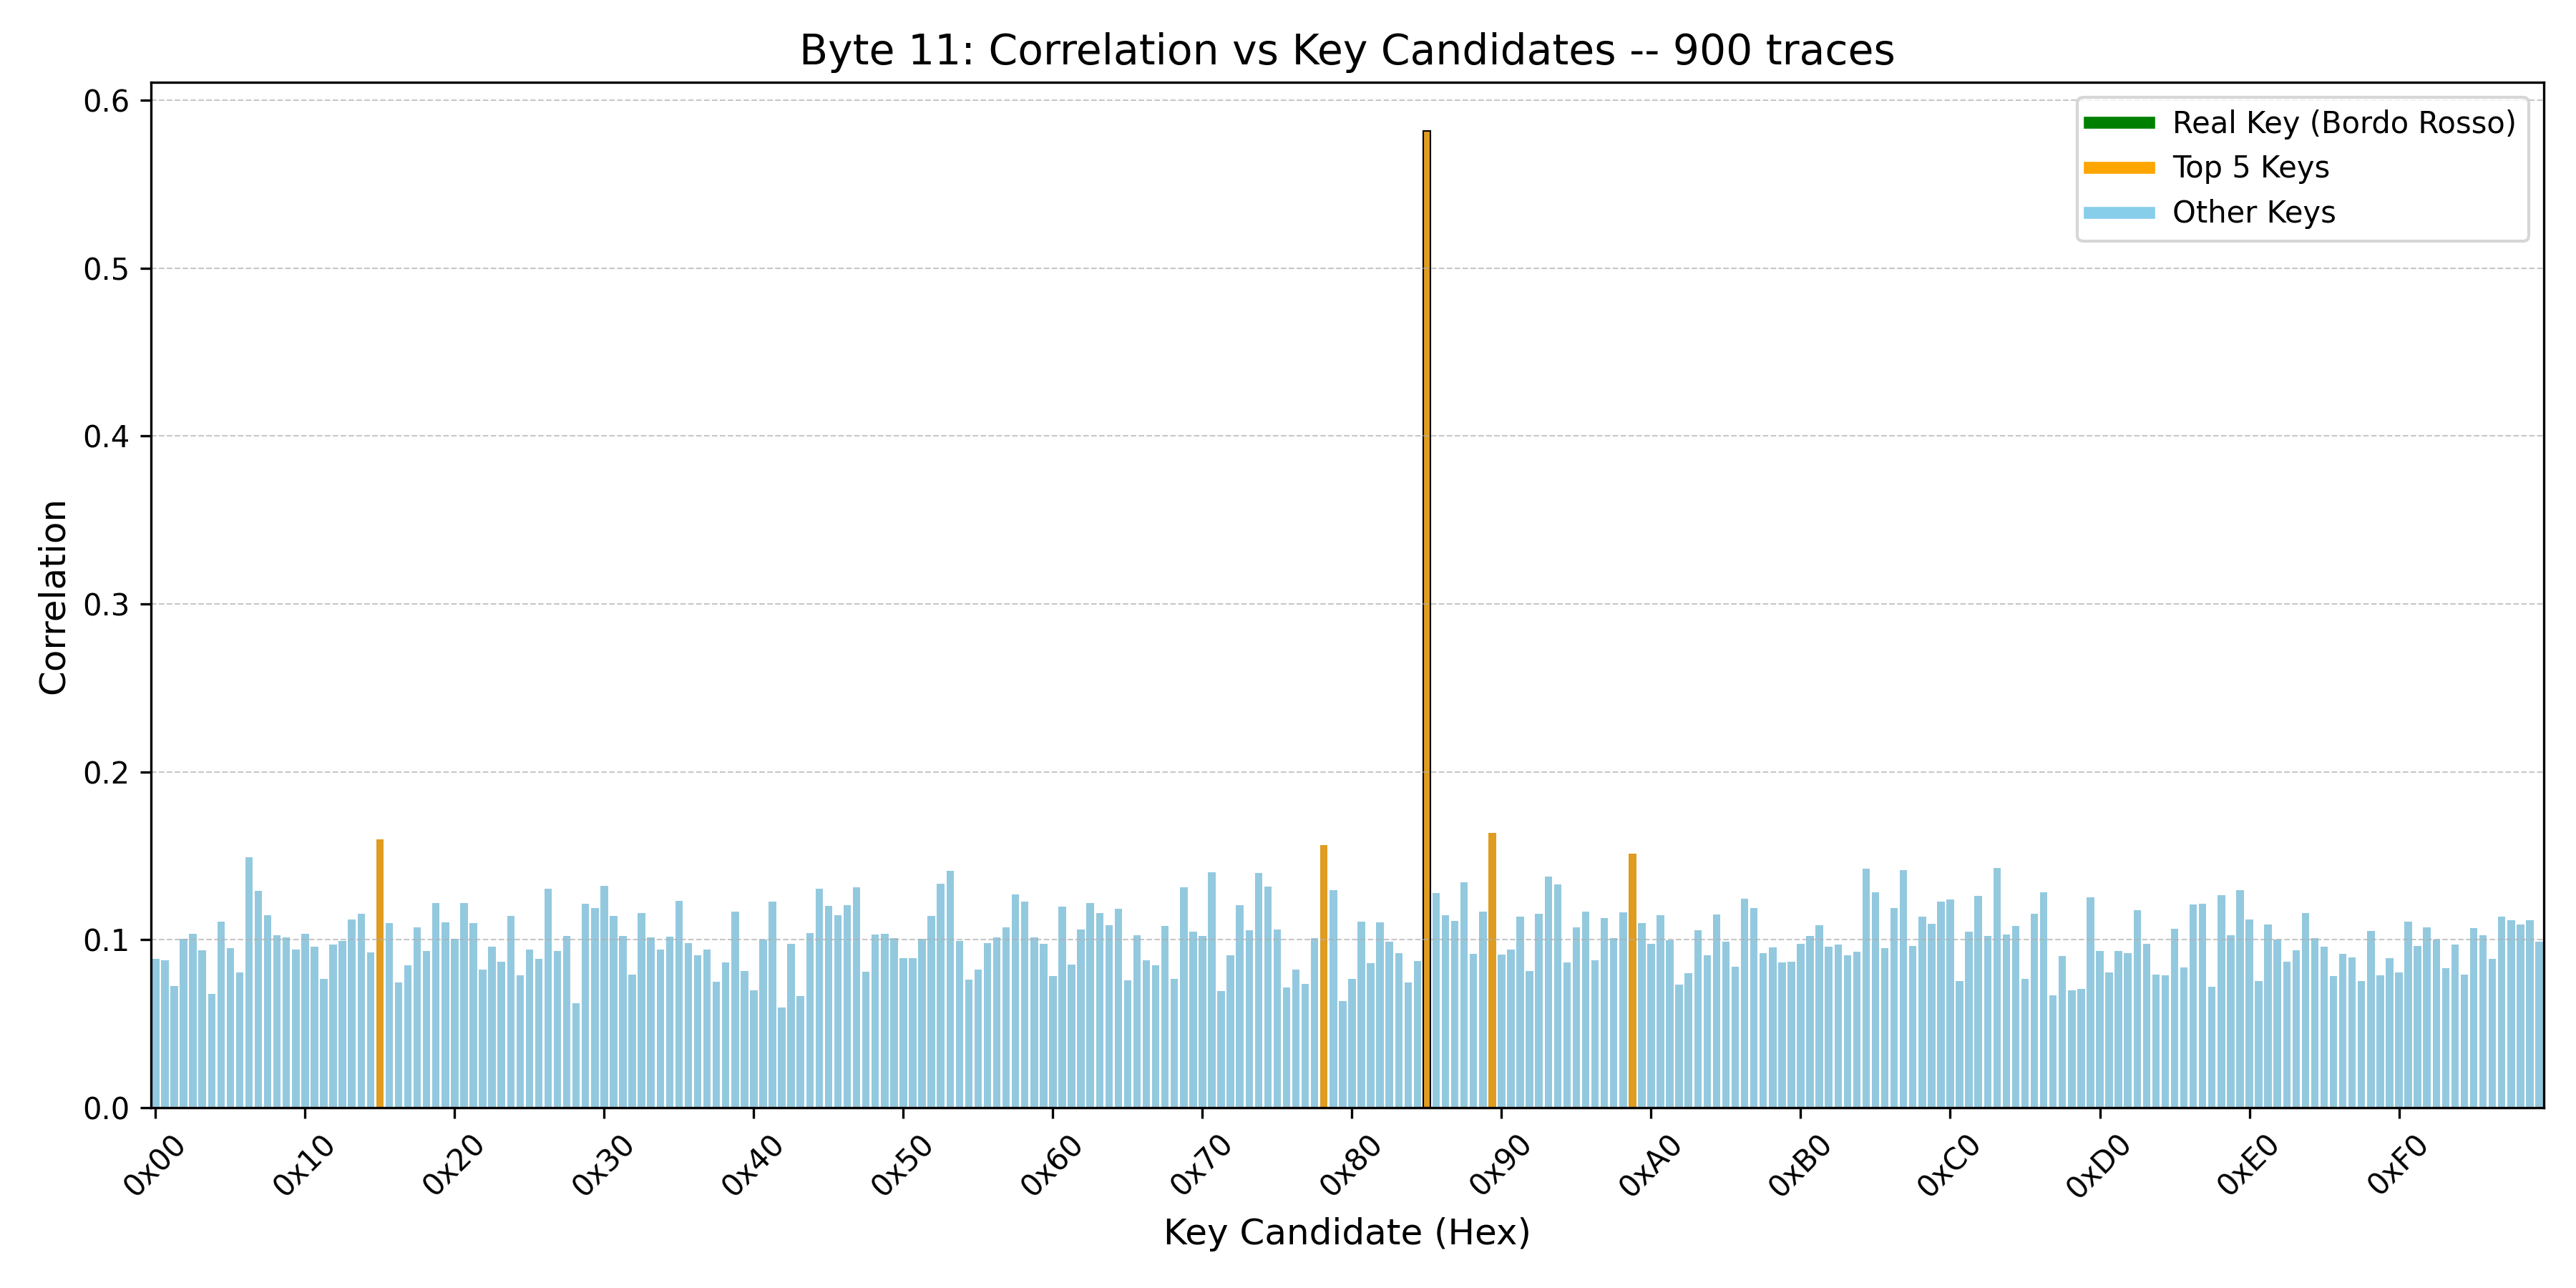 Byte 11: Correlation vs Key Candidates -- 900 traces
Real Key (Bordo Rosso)
Top 5 Keys
Other Keys
0.6
0.5
0.4
0.3
0.2
0.1
0.0
Correlation
0x00
0x10
0x20
0x30
0x40
0x50
0x60
0x70
0x80
0x90
0xA0
0xB0
0xC0
0xD0
0xE0
0xF0
Key Candidate (Hex)